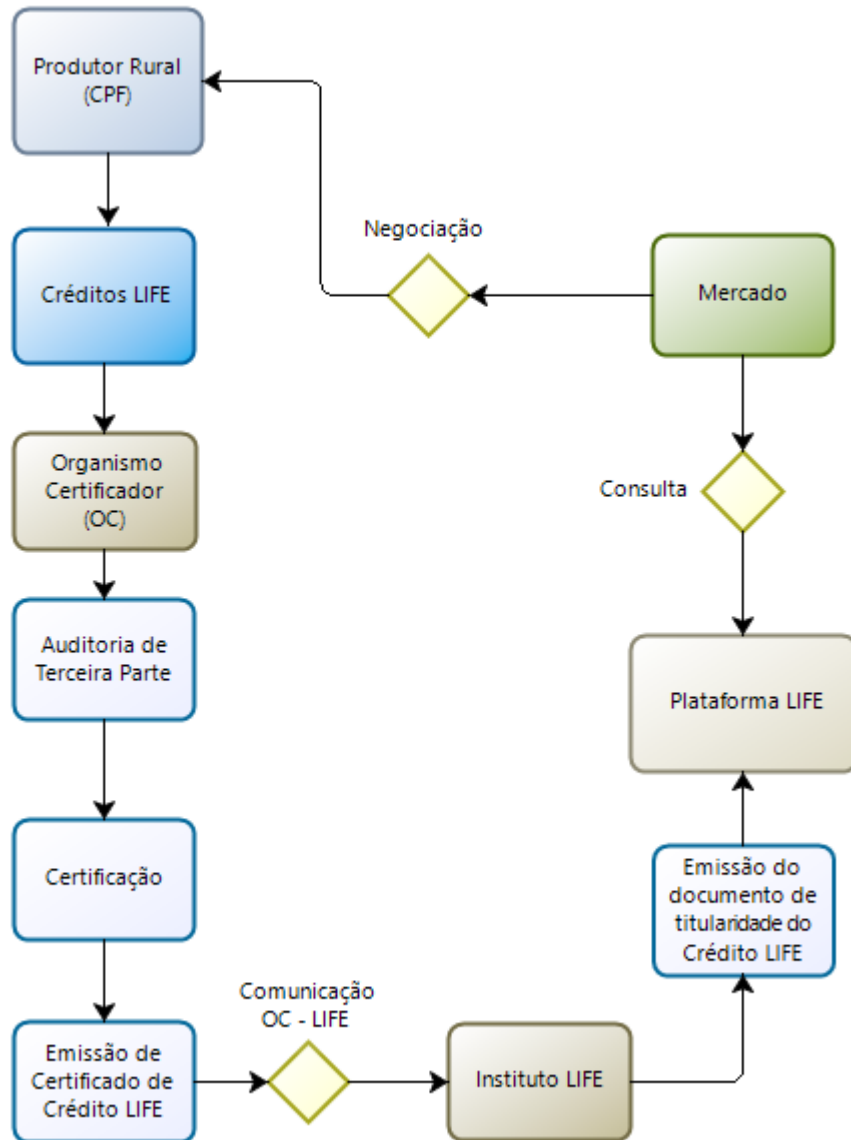 Produtor Rural
(CPF)
Negociação
Créditos LIFE
Mercado
Organismo
Certificador
(OC)
Consulta
Auditoria de
Terceira Parte
Plataforma LIFE
Certificação
Emissão do
documento de
titularidade do
Crédito LIFE
Comunicação
OC - LIFE
Emissão de
Certificado de
Crédito LIFE
Instituto LIFE